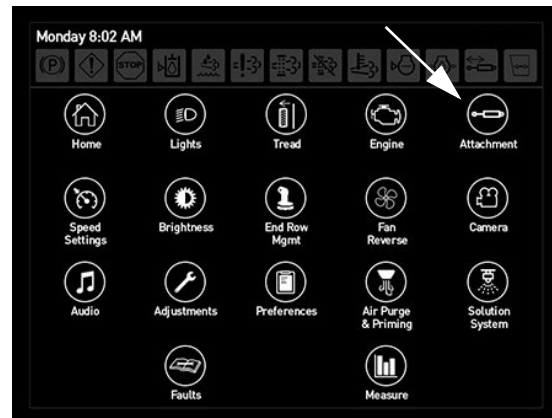 Monday 8:02 AM
(P)
STOP
Home
Lights
Tread
Engine
Attachment
Speed
Settings
Brightness
End Row
Mgmt
Fan
Reverse
Camera
Audio
Adjustments
Preferences
Air Purge
& Priming
Solution
System
Faults
Measure